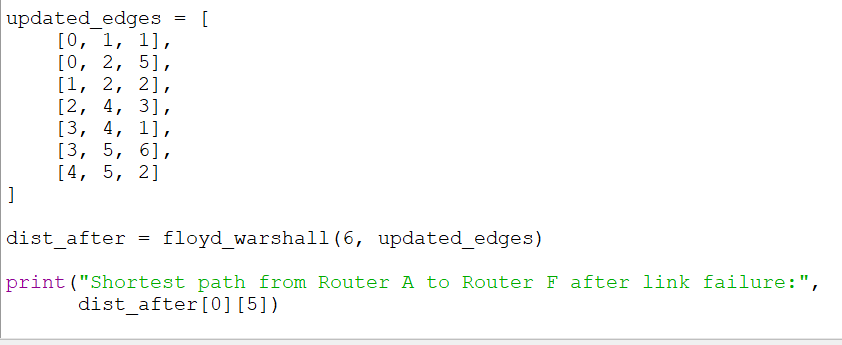 updated_edges = [
    [0, 1, 1],
    [0, 2, 5],
    [1, 2, 2],
    [2, 4, 3],
    [3, 4, 1],
    [3, 5, 6],
    [4, 5, 2]
]

dist_after = floyd_warshall(6, updated_edges)

print("Shortest path from Router A to Router F after link failure:",
      dist_after[0][5])